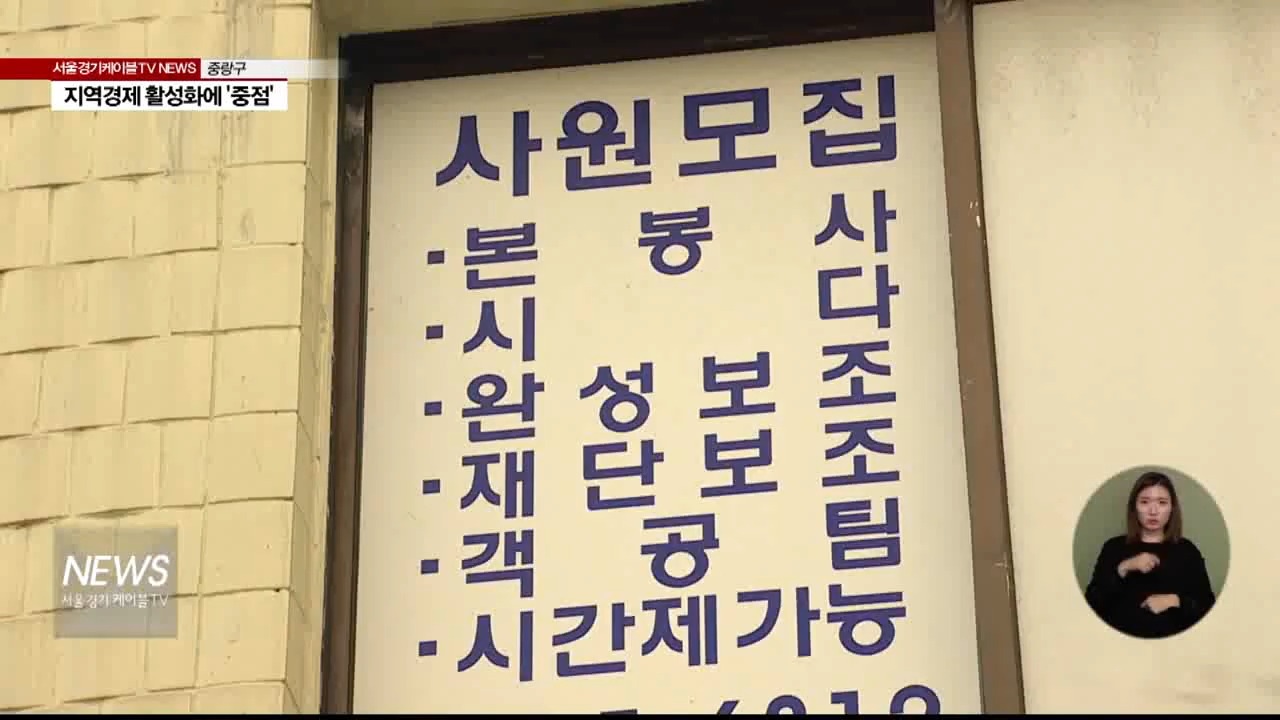 서울경기케이블TV NEWS 중랑구
지역경제 활성화에 '중점'
사원모집
·본 봉 사
·시 다
·완성보조
·재단보조
·객 공 팀
·시간제가능
NEWS
서울경기케이블TV